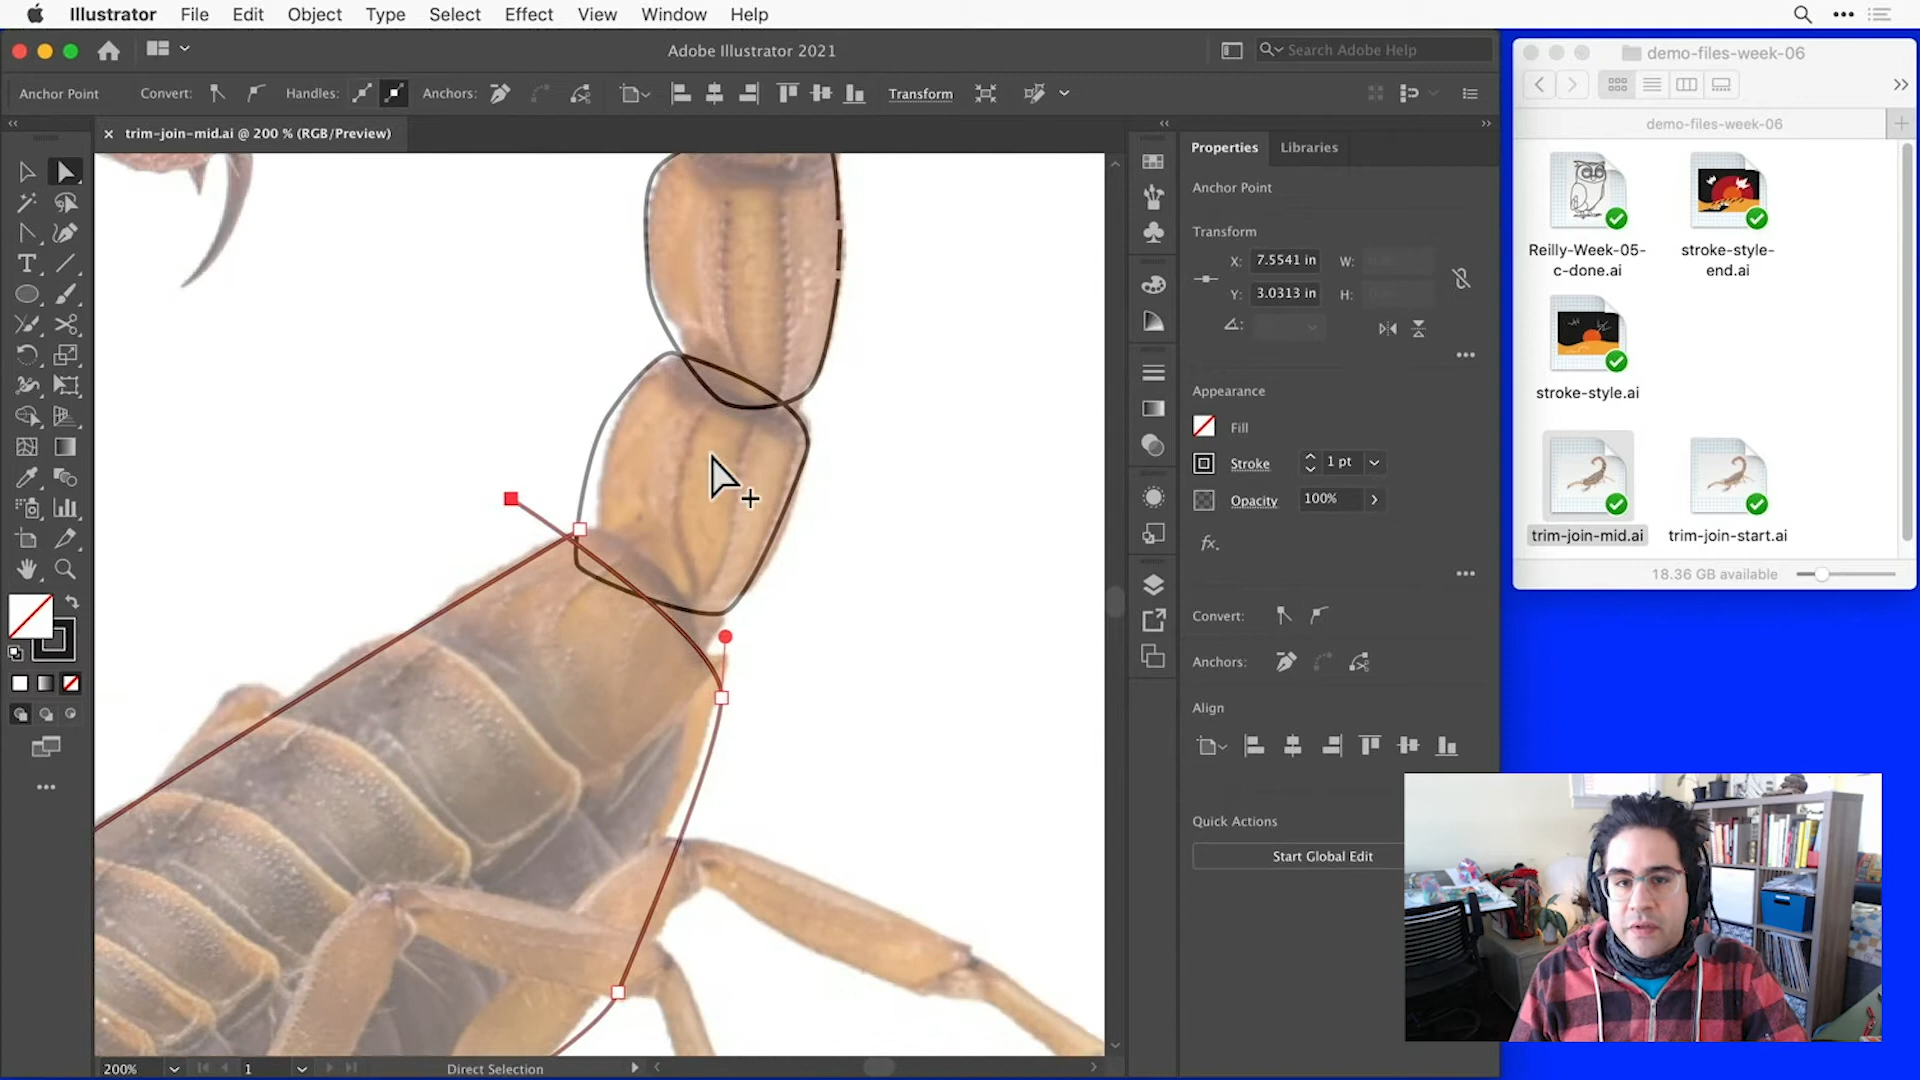 Illustrator File Edit Object Type Select Effect View Window Help
Adobe Illustrator 2021
Search Adobe Help
Anchor Point Convert: Handles: Anchors: Transform
trim-join-mid.ai @ 200 % (RGB/Preview)
Properties Libraries
Anchor Point
Transform
X: 7.5541 in W:
Y: 3.0313 in H:
Appearance
Fill
Stroke 1 pt
Opacity 100%
fx.
Convert:
Anchors:
Align
Quick Actions
Start Global Edit
200% 1 Direct Selection
demo-files-week-06
demo-files-week-06
Reilly-Week-05-
c-done.ai
stroke-style-
end.ai
stroke-style.ai
trim-join-mid.ai
trim-join-start.ai
18.36 GB available